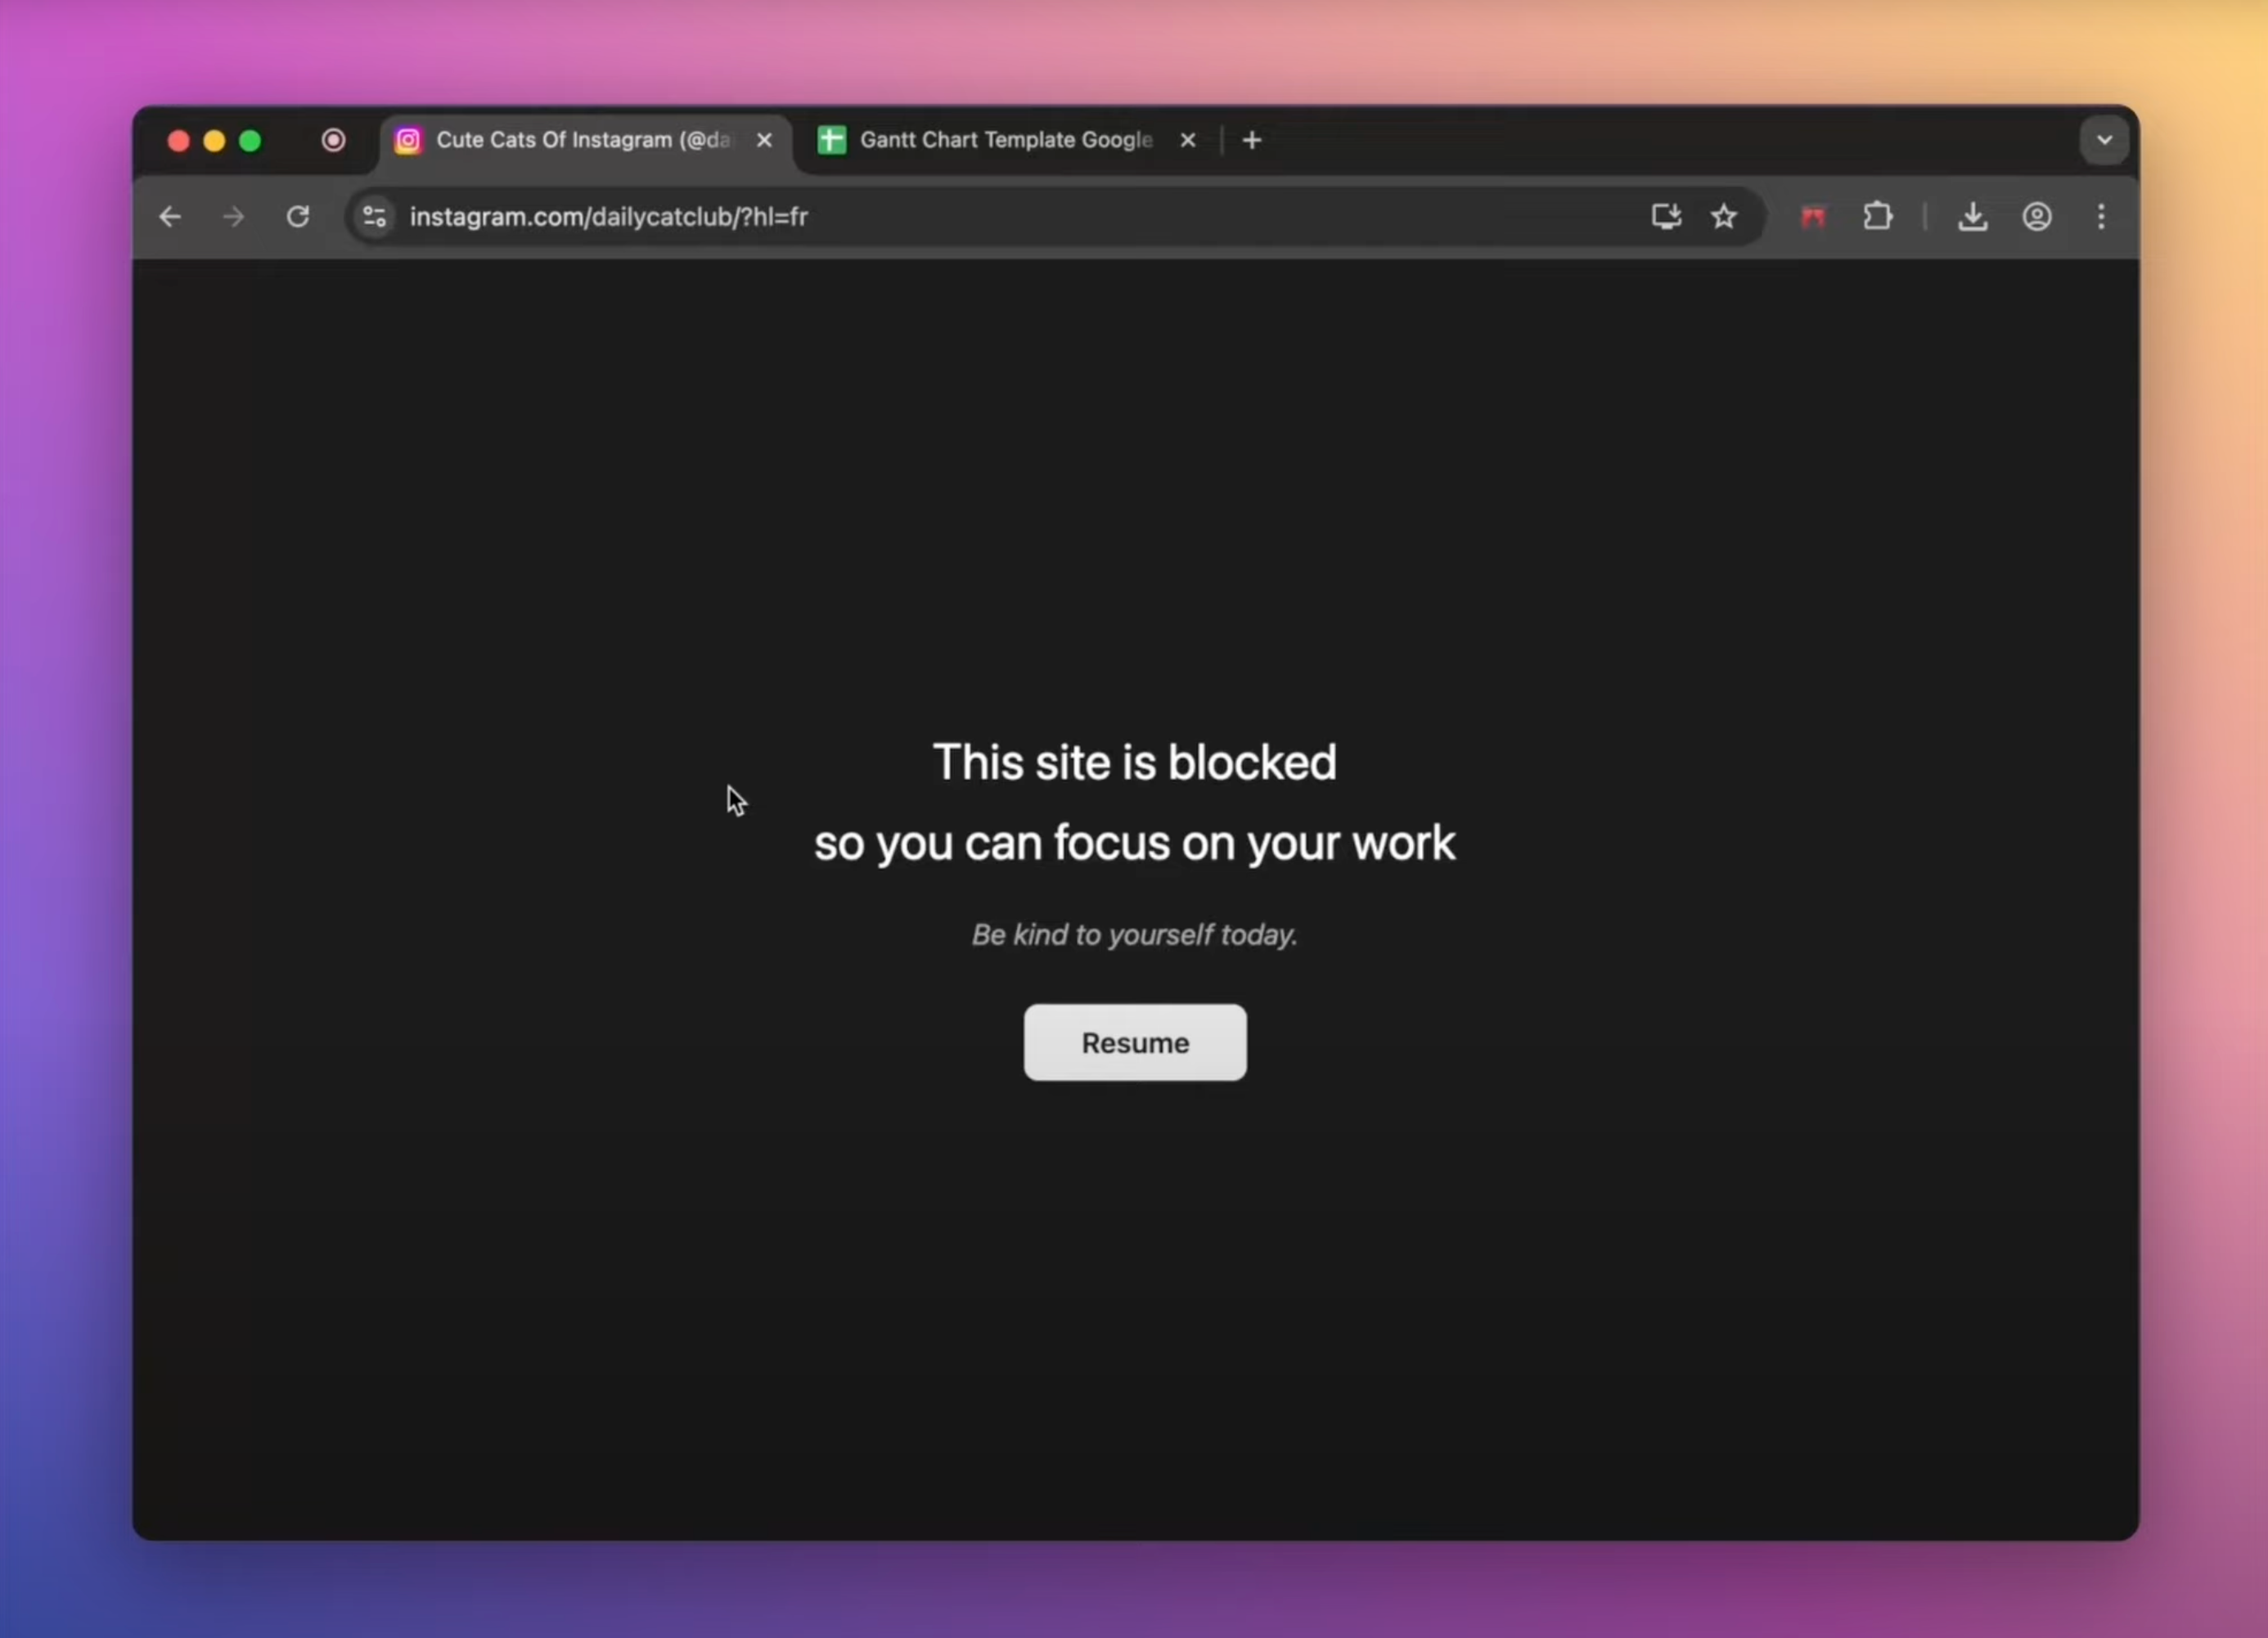 Cute Cats Of Instagram (@da
Gantt Chart Template Google
instagram.com/dailycatclub/?hl=fr
This site is blocked
so you can focus on your work
Be kind to yourself today.
Resume